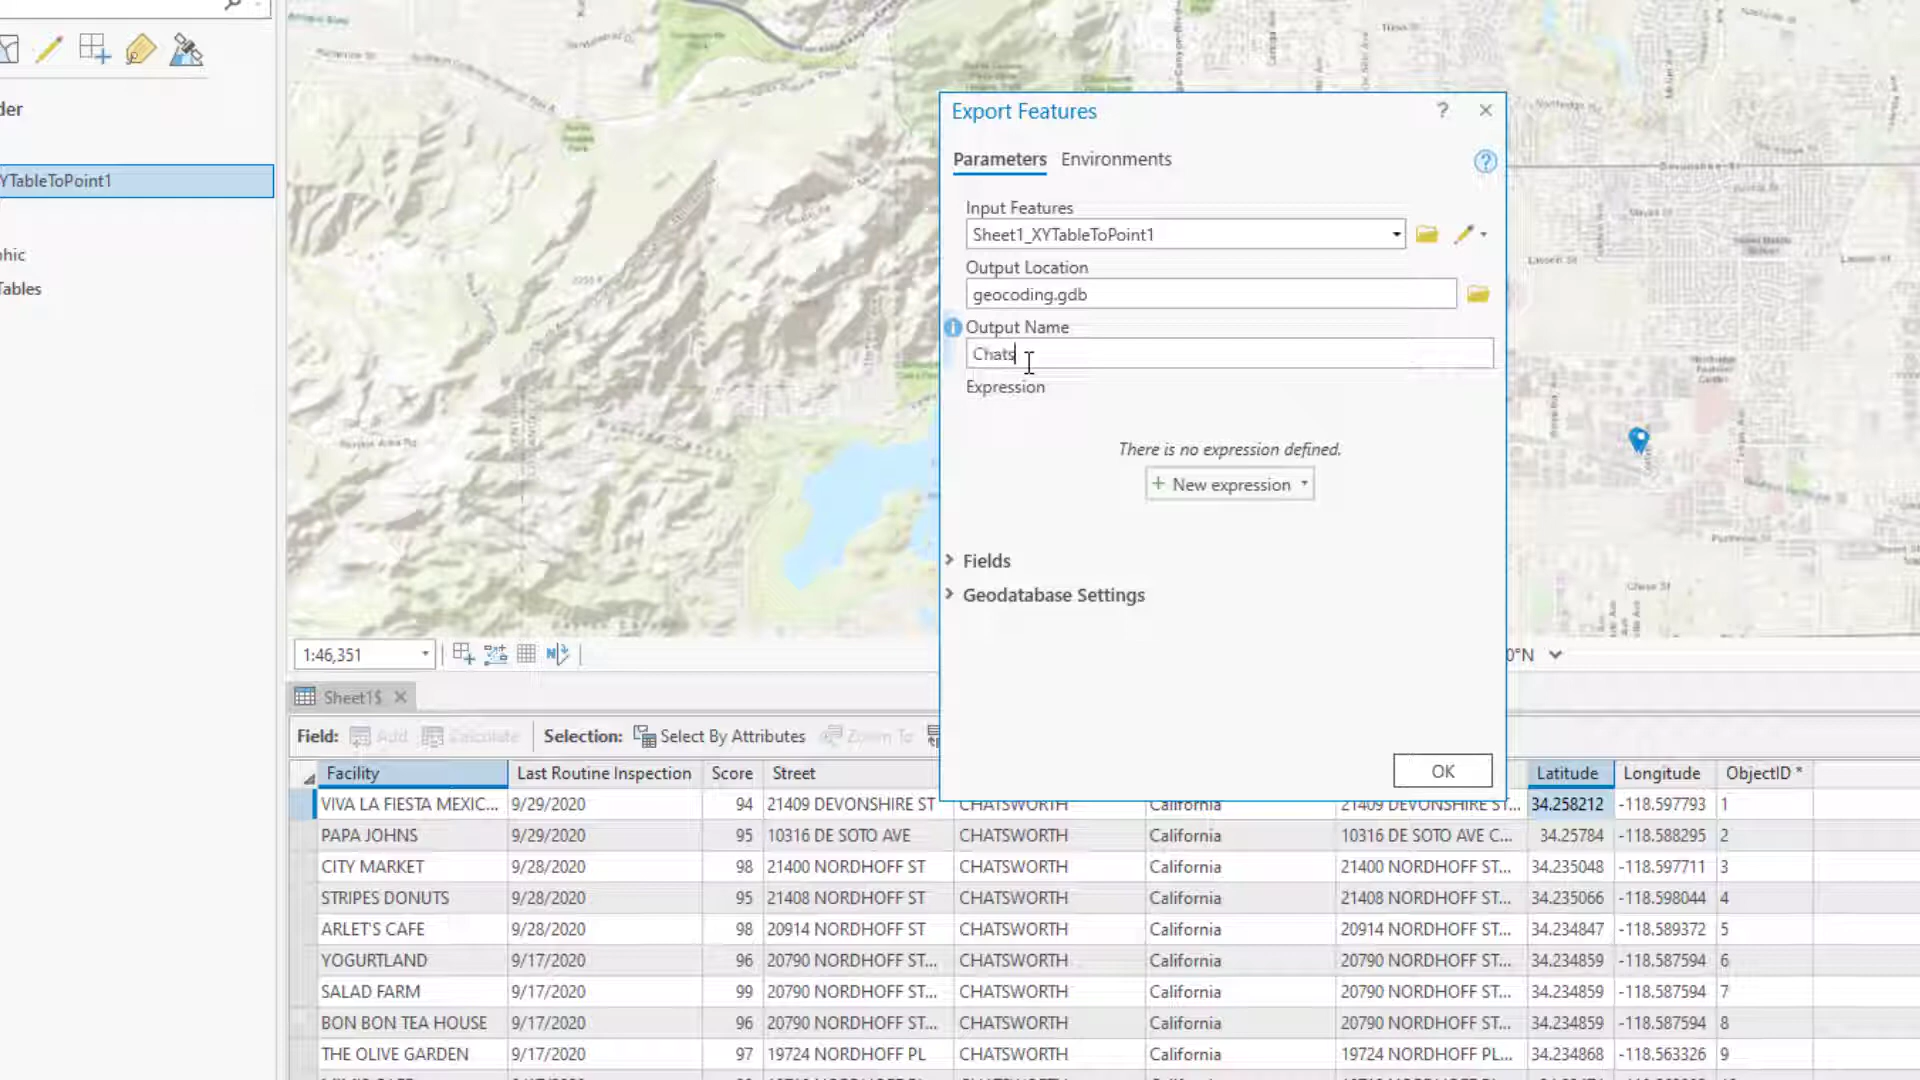 der
YTableToPoint1
hic
Tables
Export Features
?
Parameters Environments
Input Features
Sheet1_XYTableToPoint1
Output Location
geocoding.gdb
Output Name
Chats
Expression
There is no expression defined.
+ New expression
Fields
Geodatabase Settings
OK
1:46,351
0°N
Sheet1$
Field: Add Calculate Selection: Select By Attributes Zoom To
Facility Last Routine Inspection Score Street Latitude Longitude ObjectID *
VIVA LA FIESTA MEXIC... 9/29/2020 94 21409 DEVONSHIRE ST CHATSWORTH California 21409 DEVONSHIRE ST... 34.258212 -118.597793 1
PAPA JOHNS 9/29/2020 95 10316 DE SOTO AVE CHATSWORTH California 10316 DE SOTO AVE C... 34.25784 -118.588295 2
CITY MARKET 9/28/2020 98 21400 NORDHOFF ST CHATSWORTH California 21400 NORDHOFF ST... 34.235048 -118.597711 3
STRIPES DONUTS 9/28/2020 95 21408 NORDHOFF ST CHATSWORTH California 21408 NORDHOFF ST... 34.235066 -118.598044 4
ARLET'S CAFE 9/28/2020 98 20914 NORDHOFF ST CHATSWORTH California 20914 NORDHOFF ST... 34.234847 -118.589372 5
YOGURTLAND 9/17/2020 96 20790 NORDHOFF ST... CHATSWORTH California 20790 NORDHOFF ST... 34.234859 -118.587594 6
SALAD FARM 9/17/2020 99 20790 NORDHOFF ST... CHATSWORTH California 20790 NORDHOFF ST... 34.234859 -118.587594 7
BON BON TEA HOUSE 9/17/2020 96 20790 NORDHOFF ST... CHATSWORTH California 20790 NORDHOFF ST... 34.234859 -118.587594 8
THE OLIVE GARDEN 9/17/2020 97 19724 NORDHOFF PL CHATSWORTH California 19724 NORDHOFF PL... 34.234868 -118.563326 9